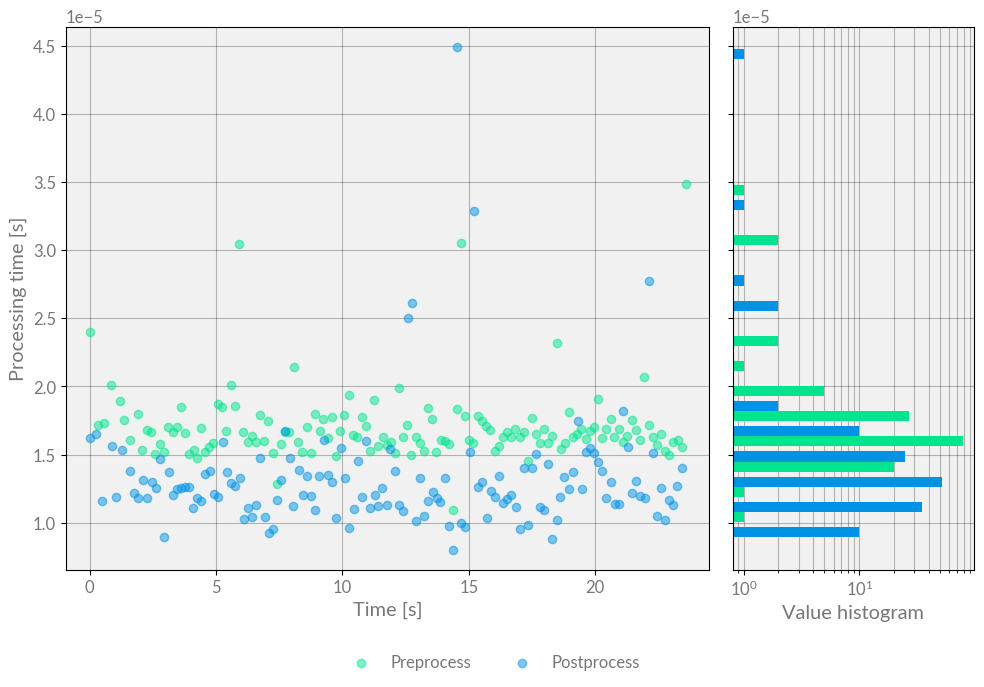 1e−5
1e−5
4.5
4.0
3.5
3.0
2.5
2.0
1.5
1.0
Processing time [s]
0 5 10 15 20
10⁰ 10¹
Time [s]
Value histogram
Preprocess Postprocess